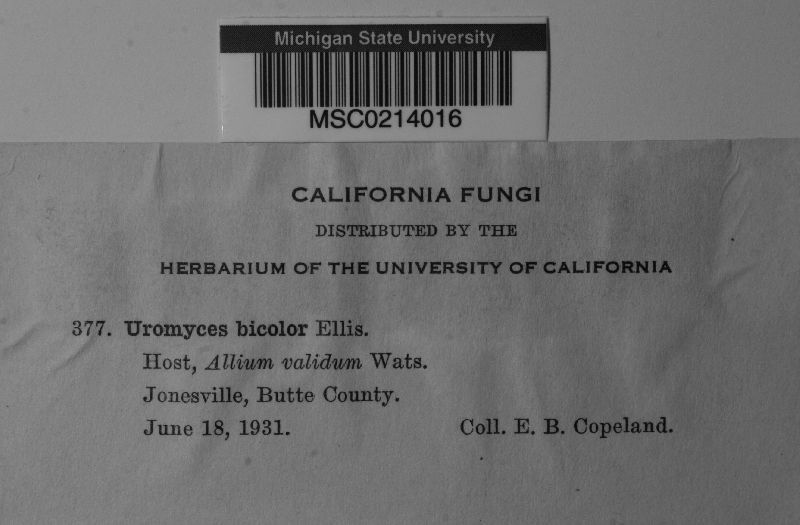 Michigan State University
MSC0214016
CALIFORNIA FUNGI
DISTRIBUTED BY THE
HERBARIUM OF THE UNIVERSITY OF CALIFORNIA
377. Uromyces bicolor Ellis.
Host, Allium validum Wats.
Jonesville, Butte County.
June 18, 1931. Coll. E. B. Copeland.